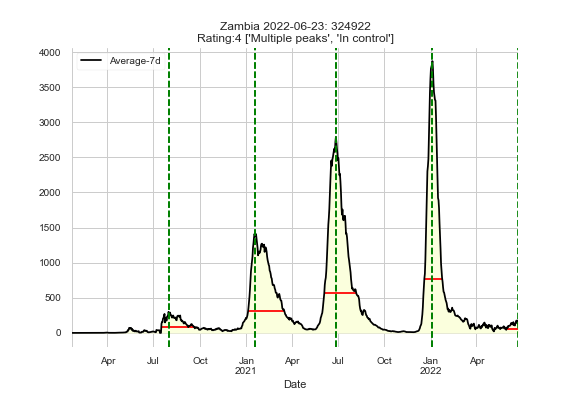 Zambia 2022-06-23: 324922
Rating:4 ['Multiple peaks', 'In control']
Average-7d
4000
3500
3000
2500
2000
1500
1000
500
0
Apr Jul Oct Jan Apr Jul Oct Jan Apr
2021 2022
Date